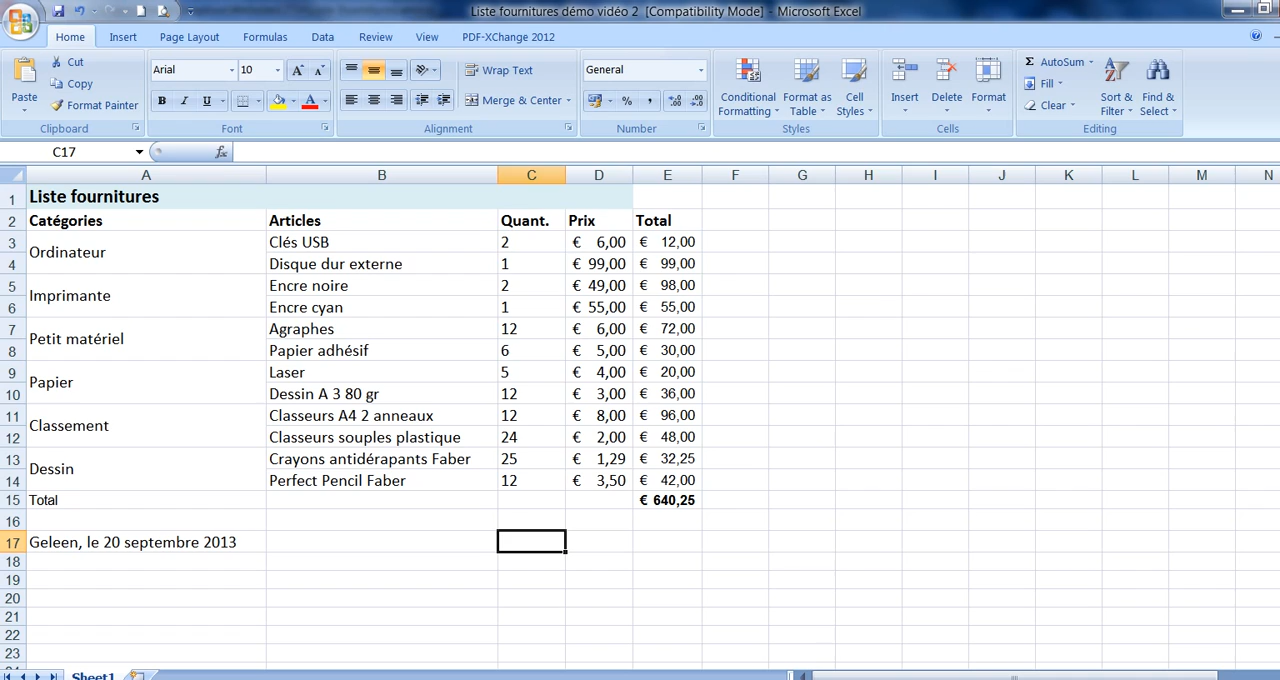 Liste fournitures démo vidéo 2 [Compatibility Mode] - Microsoft Excel
Home Insert Page Layout Formulas Data Review View PDF-XChange 2012
Paste Cut Copy Format Painter Clipboard
Arial 10 B I U A Font
Wrap Text Merge & Center Alignment
General % , Number
Conditional Formatting Format as Table Cell Styles Styles
Insert Delete Format Cells
Σ AutoSum Fill Clear Sort & Filter Find & Select Editing
C17 fx
A B C D E F G H I J K L M N
1 Liste fournitures
2 Catégories Articles Quant. Prix Total
3 Ordinateur Clés USB 2 € 6,00 € 12,00
4 Disque dur externe 1 € 99,00 € 99,00
5 Imprimante Encre noire 2 € 49,00 € 98,00
6 Encre cyan 1 € 55,00 € 55,00
7 Petit matériel Agraphes 12 € 6,00 € 72,00
8 Papier adhésif 6 € 5,00 € 30,00
9 Papier Laser 5 € 4,00 € 20,00
10 Dessin A 3 80 gr 12 € 3,00 € 36,00
11 Classement Classeurs A4 2 anneaux 12 € 8,00 € 96,00
12 Classeurs souples plastique 24 € 2,00 € 48,00
13 Dessin Crayons antidérapants Faber 25 € 1,29 € 32,25
14 Perfect Pencil Faber 12 € 3,50 € 42,00
15 Total € 640,25
16
17 Geleen, le 20 septembre 2013
18
19
20
21
22
23
Sheet1